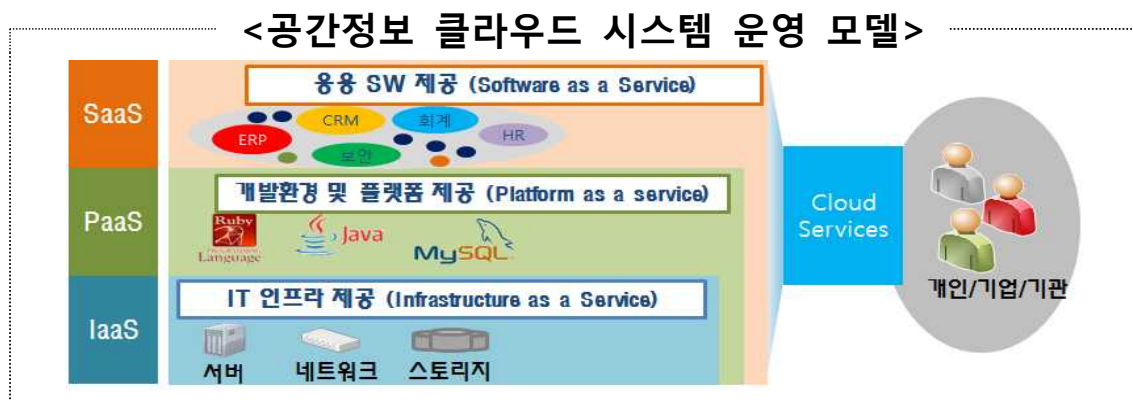 <공간정보 클라우드 시스템 운영 모델>
SaaS
응용 SW 제공 (Software as a Service)
ERP
CRM
회계
HR
보안
PaaS
개발환경 및 플랫폼 제공 (Platform as a service)
Ruby
PROGRAMMING
Language
Java
MySQL
IaaS
IT 인프라 제공 (Infrastructure as a Service)
서버
네트워크
스토리지
Cloud
Services
개인/기업/기관